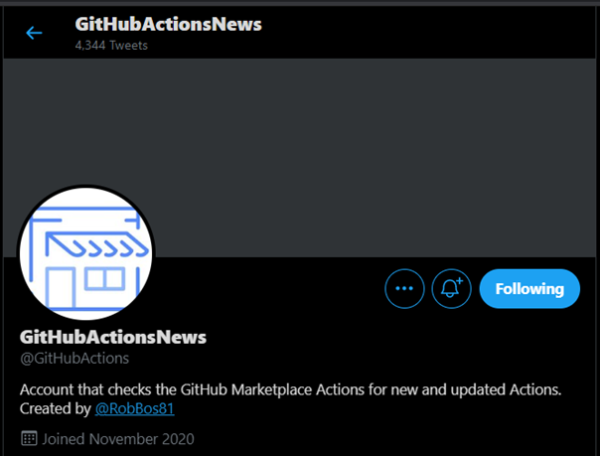 GitHubActionsNews
4,344 Tweets
Following
GitHubActionsNews
@GitHubActions
Account that checks the GitHub Marketplace Actions for new and updated Actions.
Created by @RobBos81
Joined November 2020